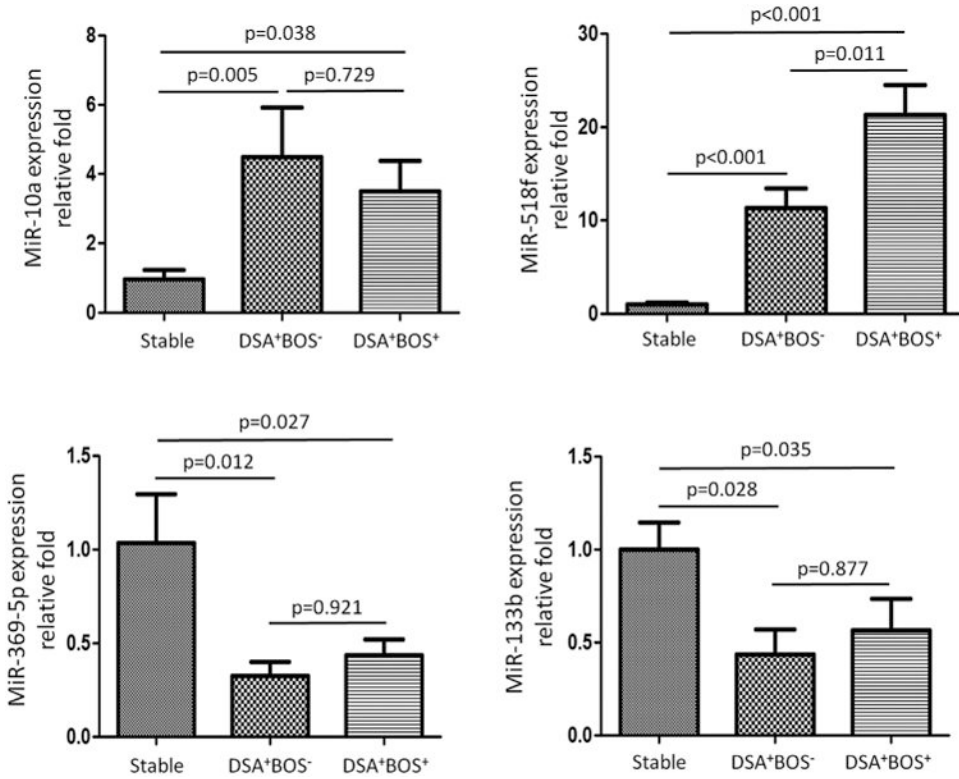 p=0.038
p=0.005
p=0.729
MiR-10a expression
relative fold
8
6
4
2
0
Stable
DSA⁺BOS⁻
DSA⁺BOS⁺
p<0.001
p=0.011
p<0.001
MiR-518f expression
relative fold
30
20
10
0
Stable
DSA⁺BOS⁻
DSA⁺BOS⁺
p=0.027
p=0.012
p=0.921
MiR-369-5p expression
relative fold
1.5
1.0
0.5
0.0
Stable
DSA⁺BOS⁻
DSA⁺BOS⁺
p=0.035
p=0.028
p=0.877
MiR-133b expression
relative fold
1.5
1.0
0.5
0.0
Stable
DSA⁺BOS⁻
DSA⁺BOS⁺